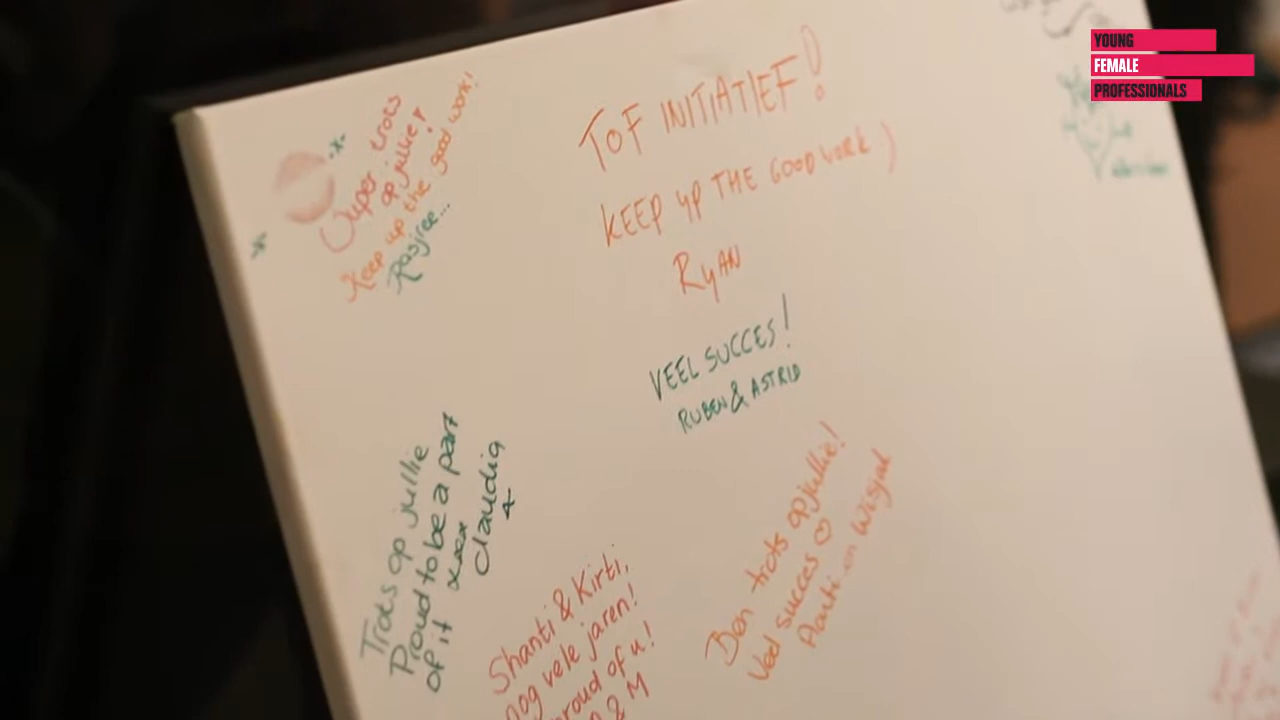 YOUNG
FEMALE
PROFESSIONALS
Super trots
op jullie!
Keep up the good work!
TOF INITIATIEF!
KEEP UP THE GOOD WORK )
RYAN
VEEL SUCCES!
RUBEN & ASTRID
Trots op jullie
Proud to be a part
of it xxx
Claudia
Shanti & Kirti,
nog vele jaren!
proud of u!
& M
Ben trots op jullie!
Veel succes
Aarti en